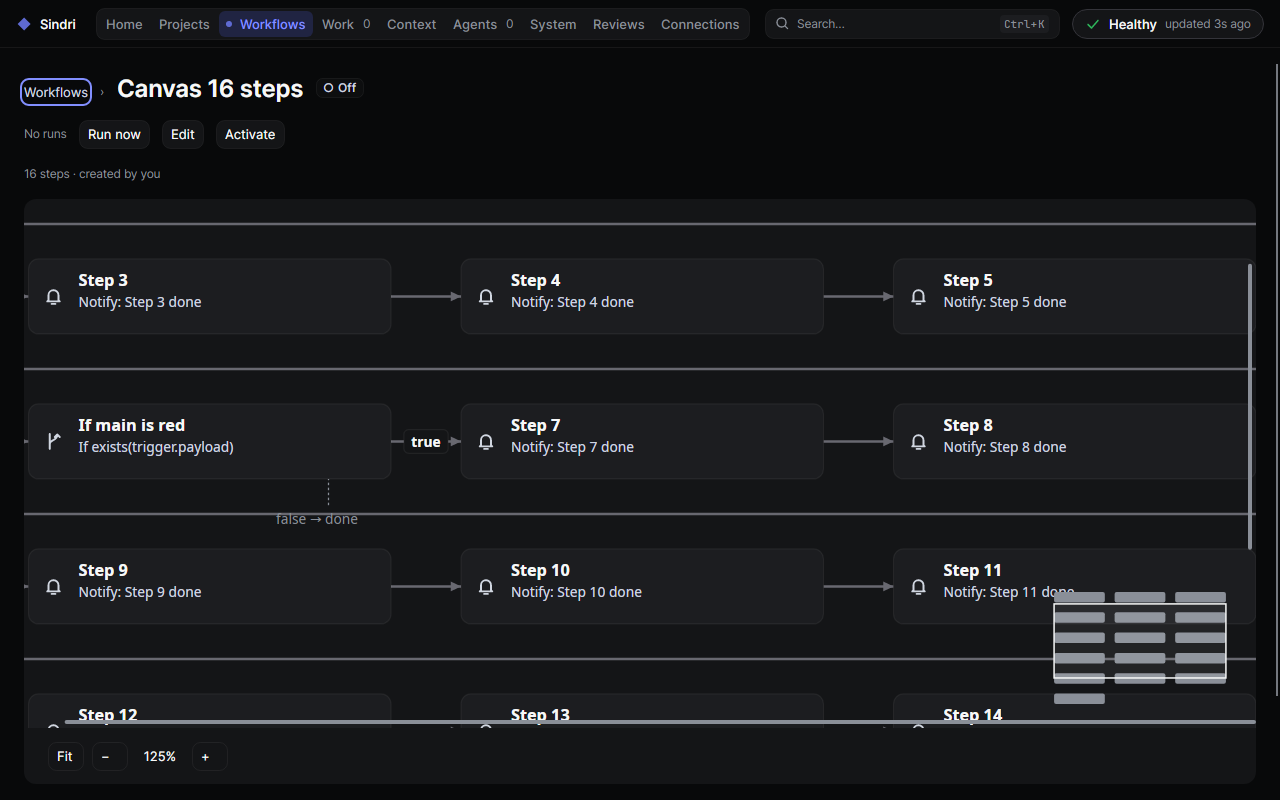 Sindri
Home
Projects
Workflows
Work 0
Context
Agents 0
System
Reviews
Connections
Search...
Ctrl+K
Healthy updated 3s ago
Workflows › Canvas 16 steps
Off
No runs
Run now
Edit
Activate
16 steps · created by you
Step 3
Notify: Step 3 done
Step 4
Notify: Step 4 done
Step 5
Notify: Step 5 done
If main is red
If exists(trigger.payload)
true
Step 7
Notify: Step 7 done
Step 8
Notify: Step 8 done
false → done
Step 9
Notify: Step 9 done
Step 10
Notify: Step 10 done
Step 11
Notify: Step 11 done
Step 12
Step 13
Step 14
Fit
−
125%
+